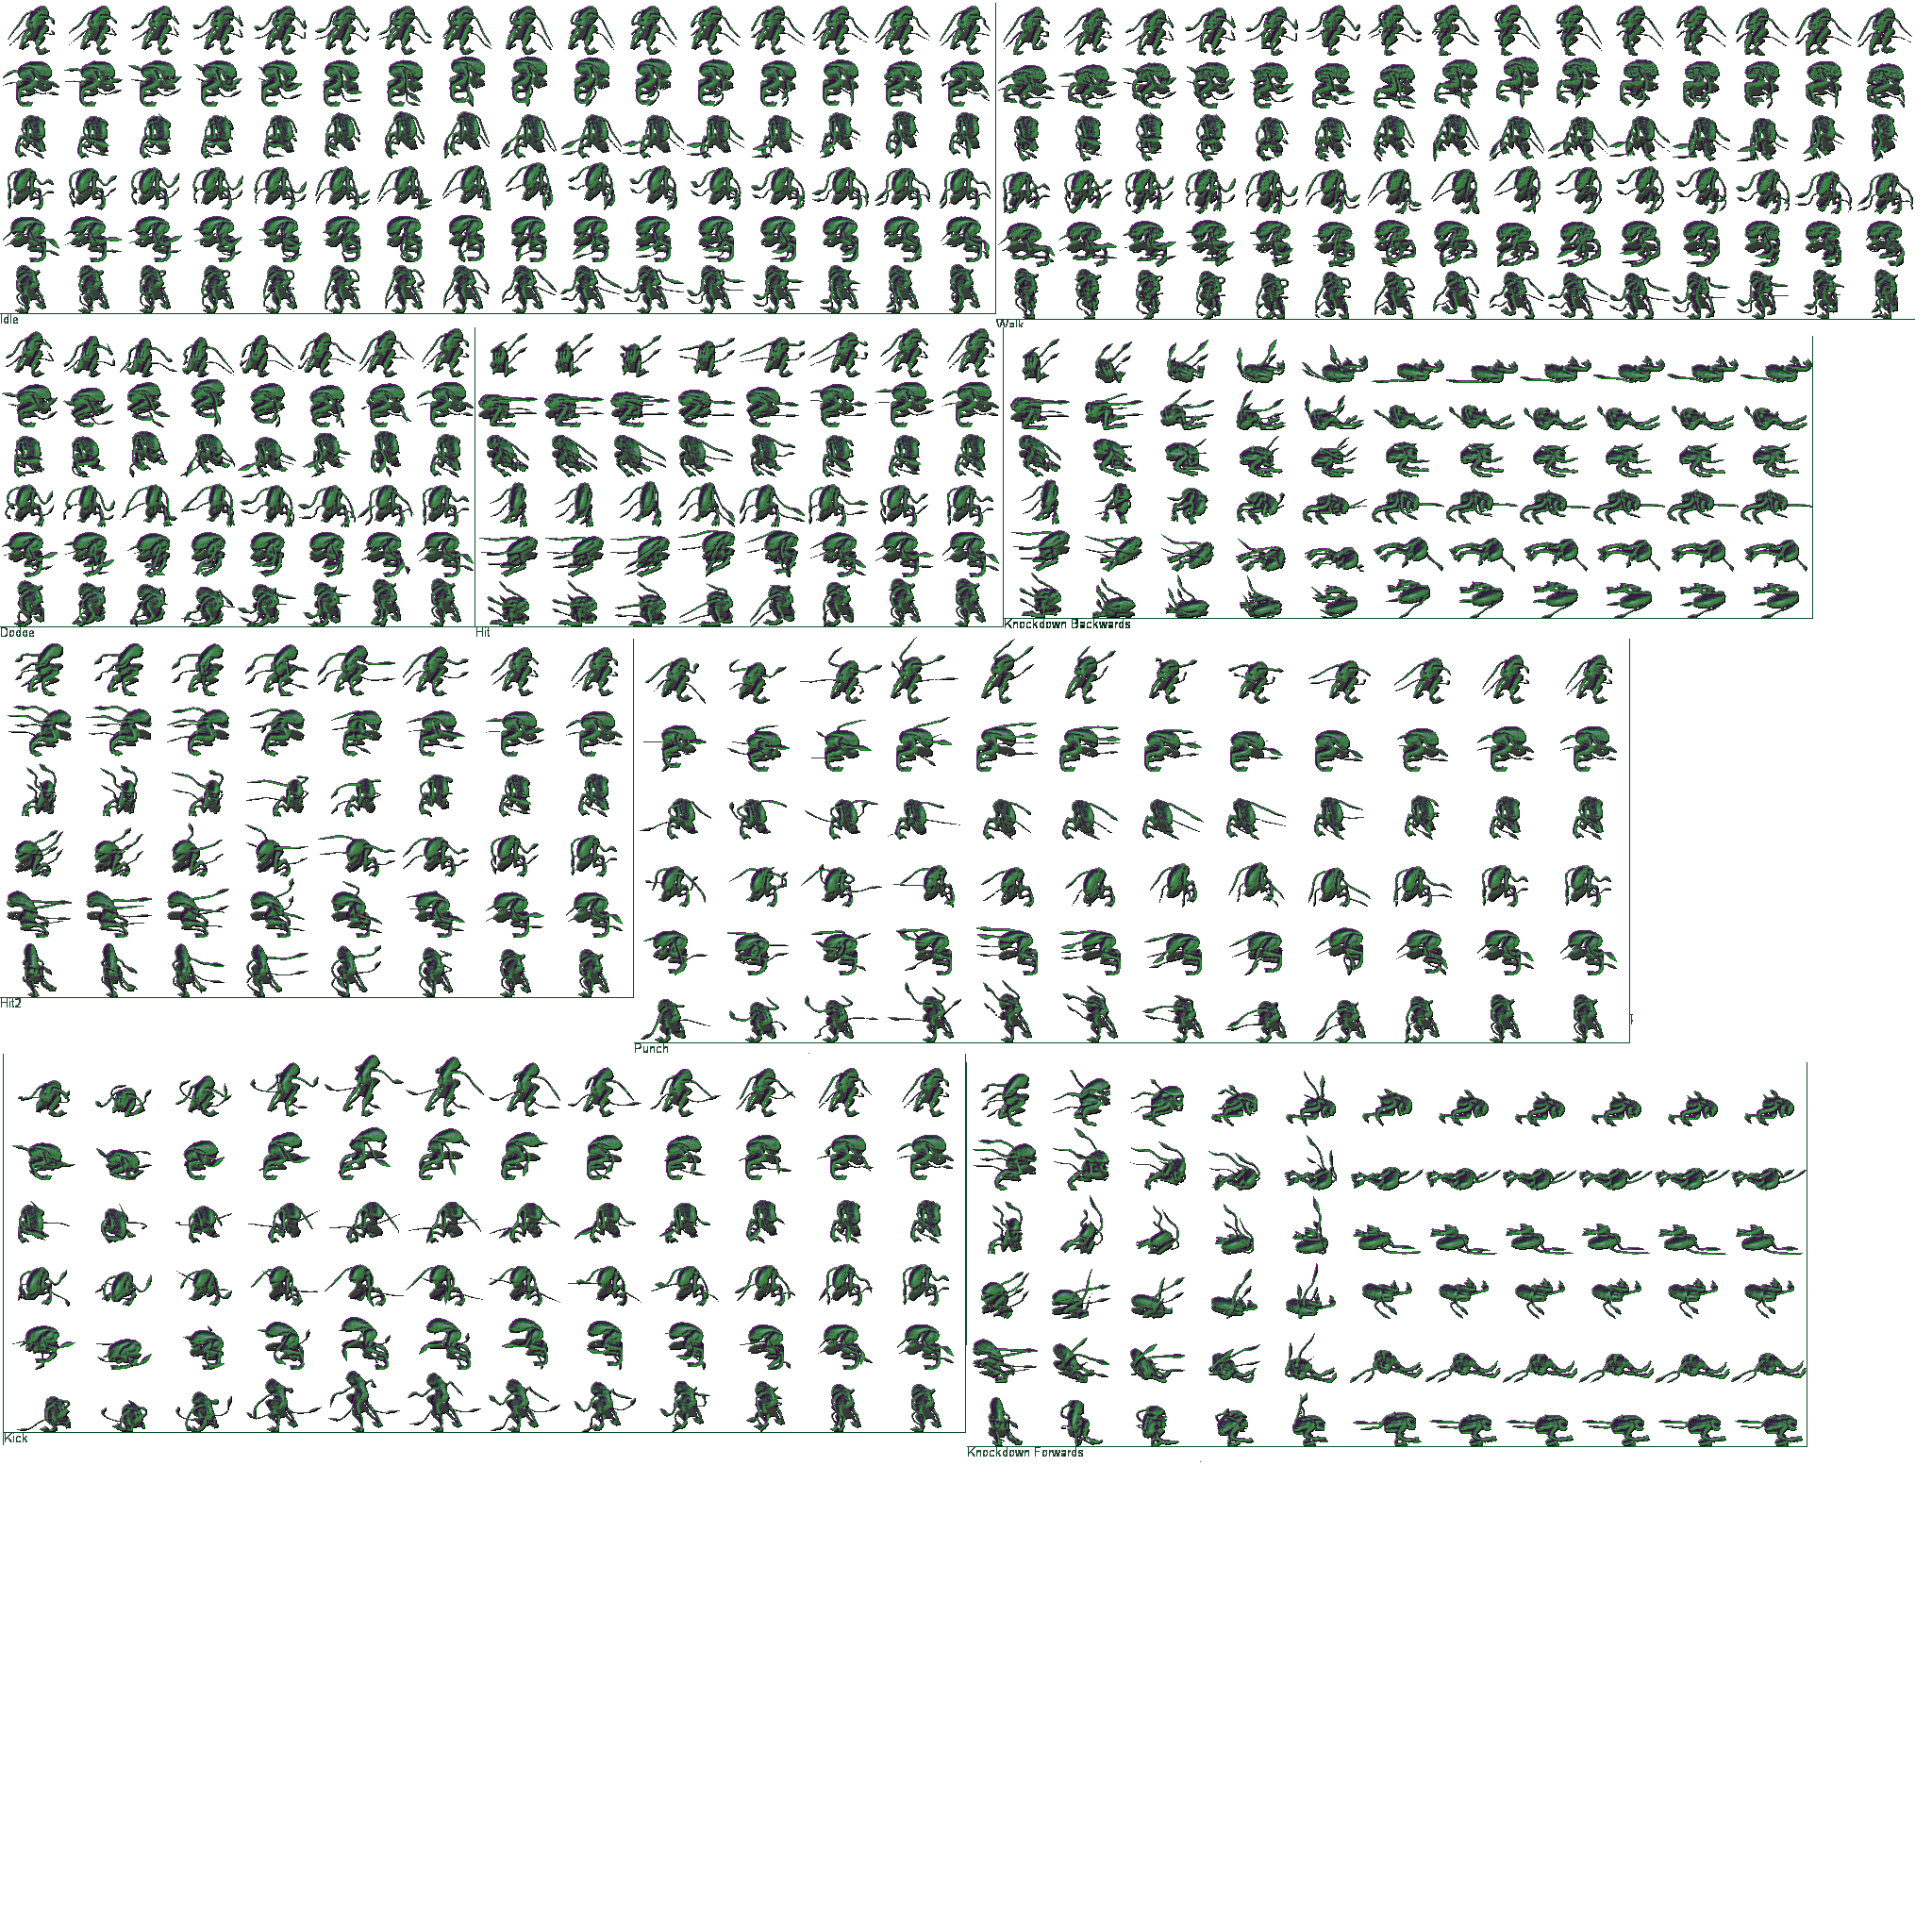 Idle
Walk
Dodge
Hit
Knockdown Backwards
Hit2
Punch
Kick
Knockdown Forwards